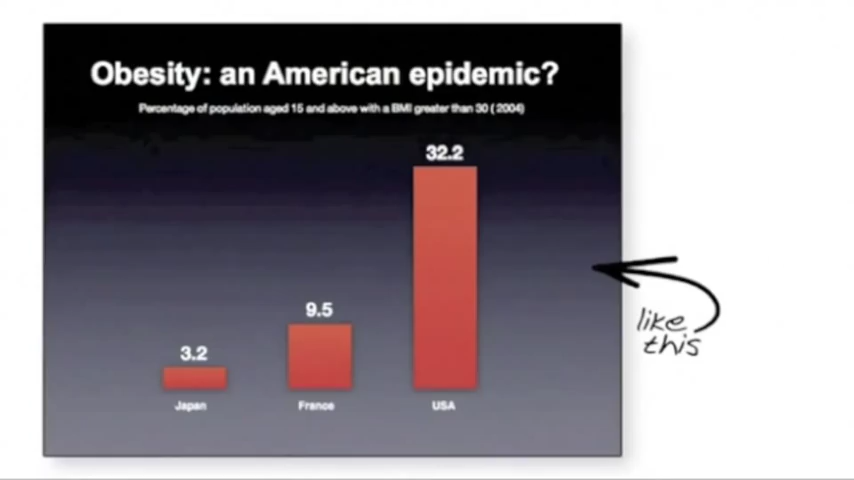 Obesity: an American epidemic?
Percentage of population aged 15 and above with a BMI greater than 30 ( 2004)
32.2
9.5
3.2
Japan
France
USA
like
this